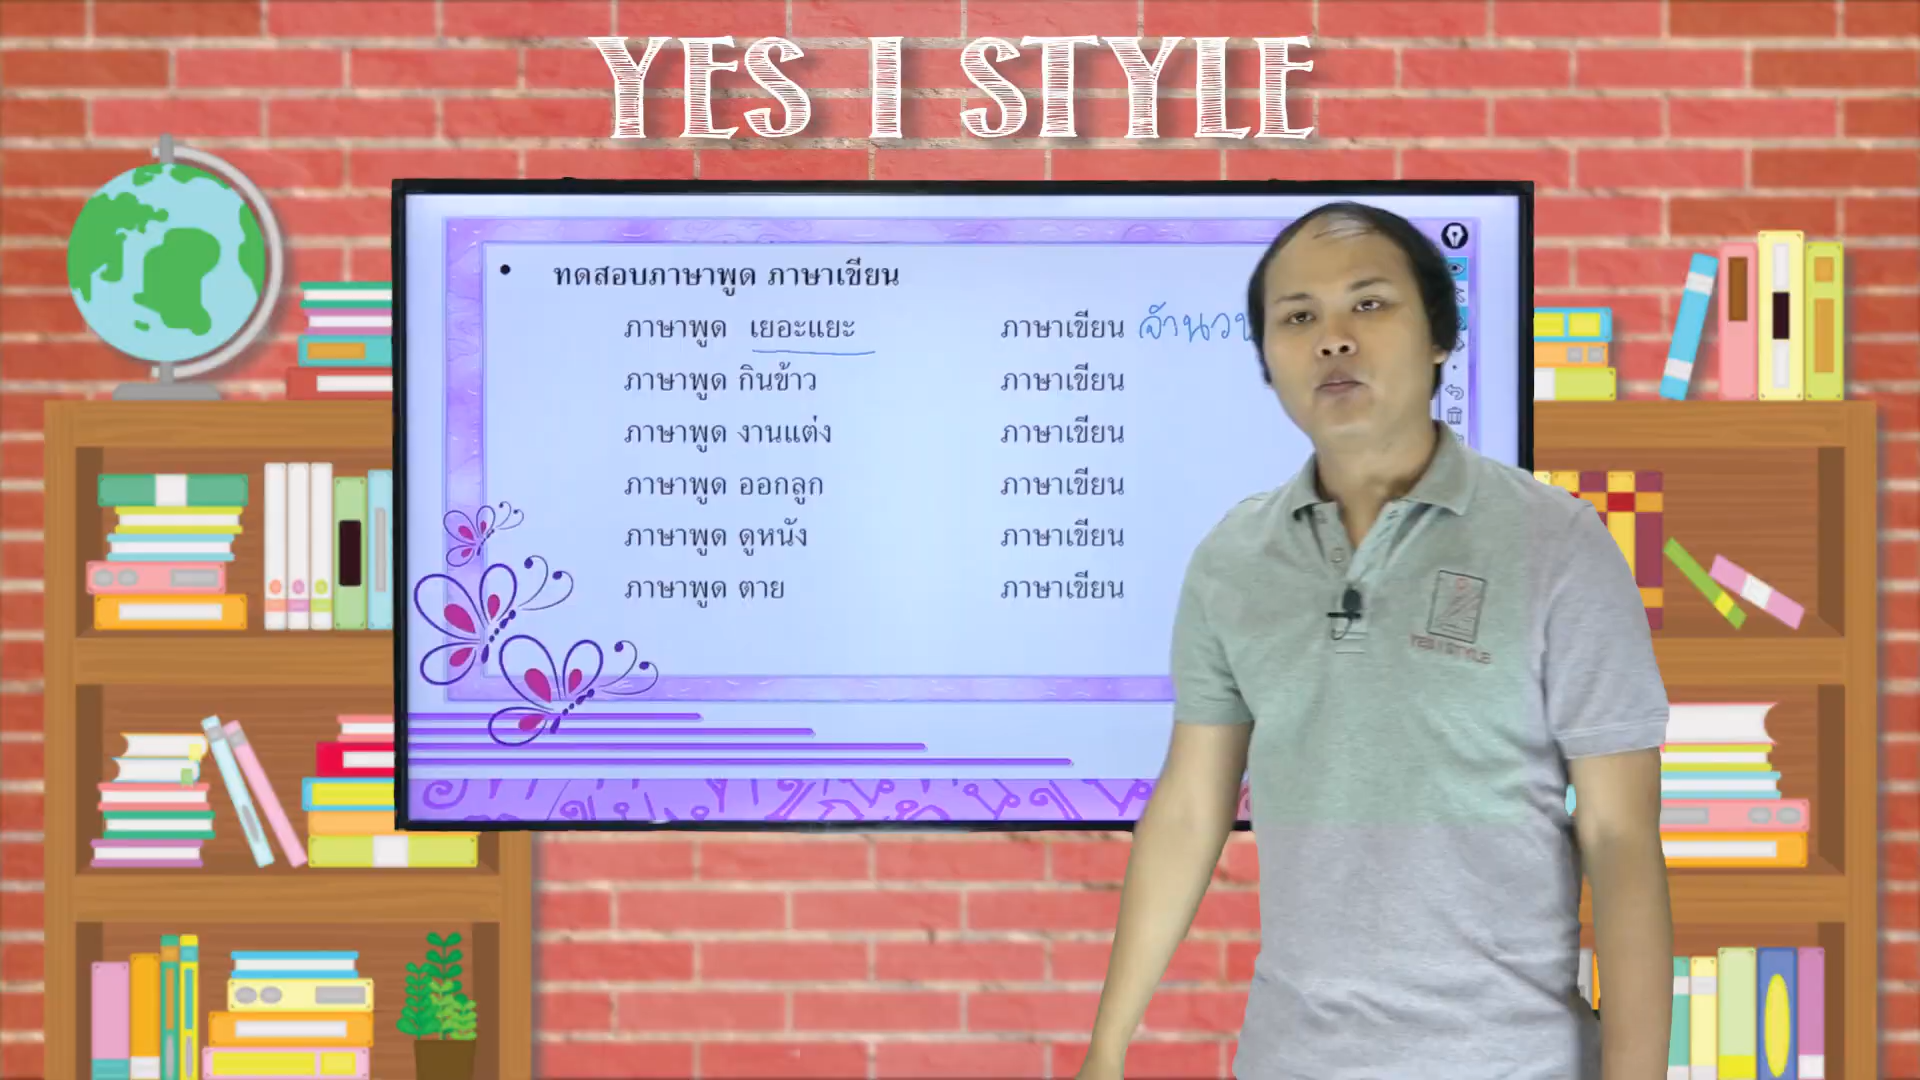 YES I STYLE
• ทดสอบภาษาพูด ภาษาเขียน
ภาษาพูด เยอะแยะ ภาษาเขียน
ภาษาพูด กินข้าว ภาษาเขียน
ภาษาพูด งานแต่ง ภาษาเขียน
ภาษาพูด ออกลูก ภาษาเขียน
ภาษาพูด ดูหนัง ภาษาเขียน
ภาษาพูด ตาย ภาษาเขียน
YES I STYLE